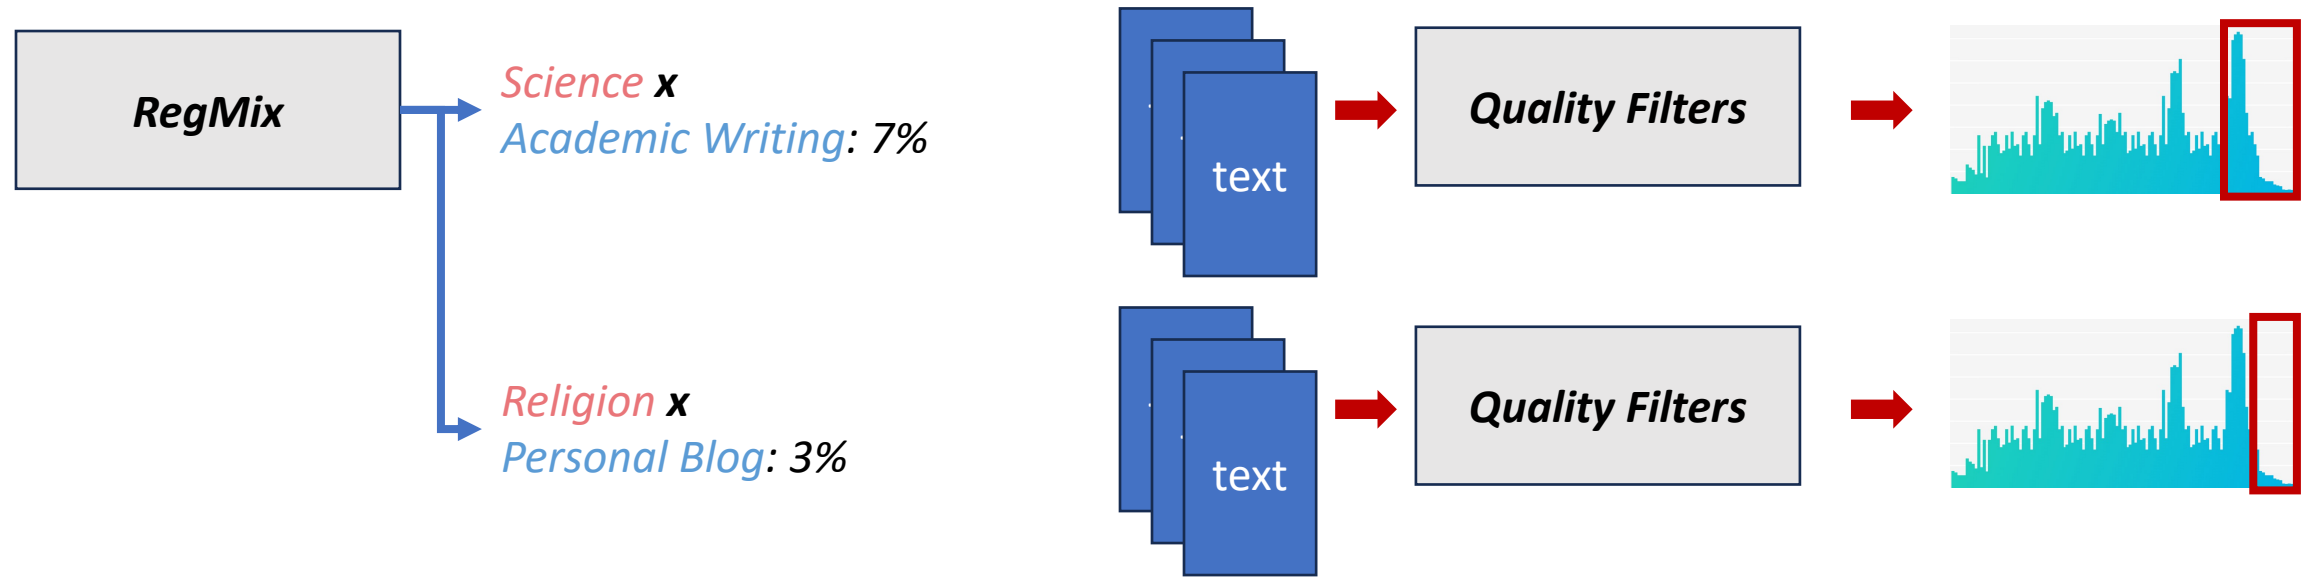 RegMix
Science x
Academic Writing: 7%
text
Quality Filters
Religion x
Personal Blog: 3%
text
Quality Filters